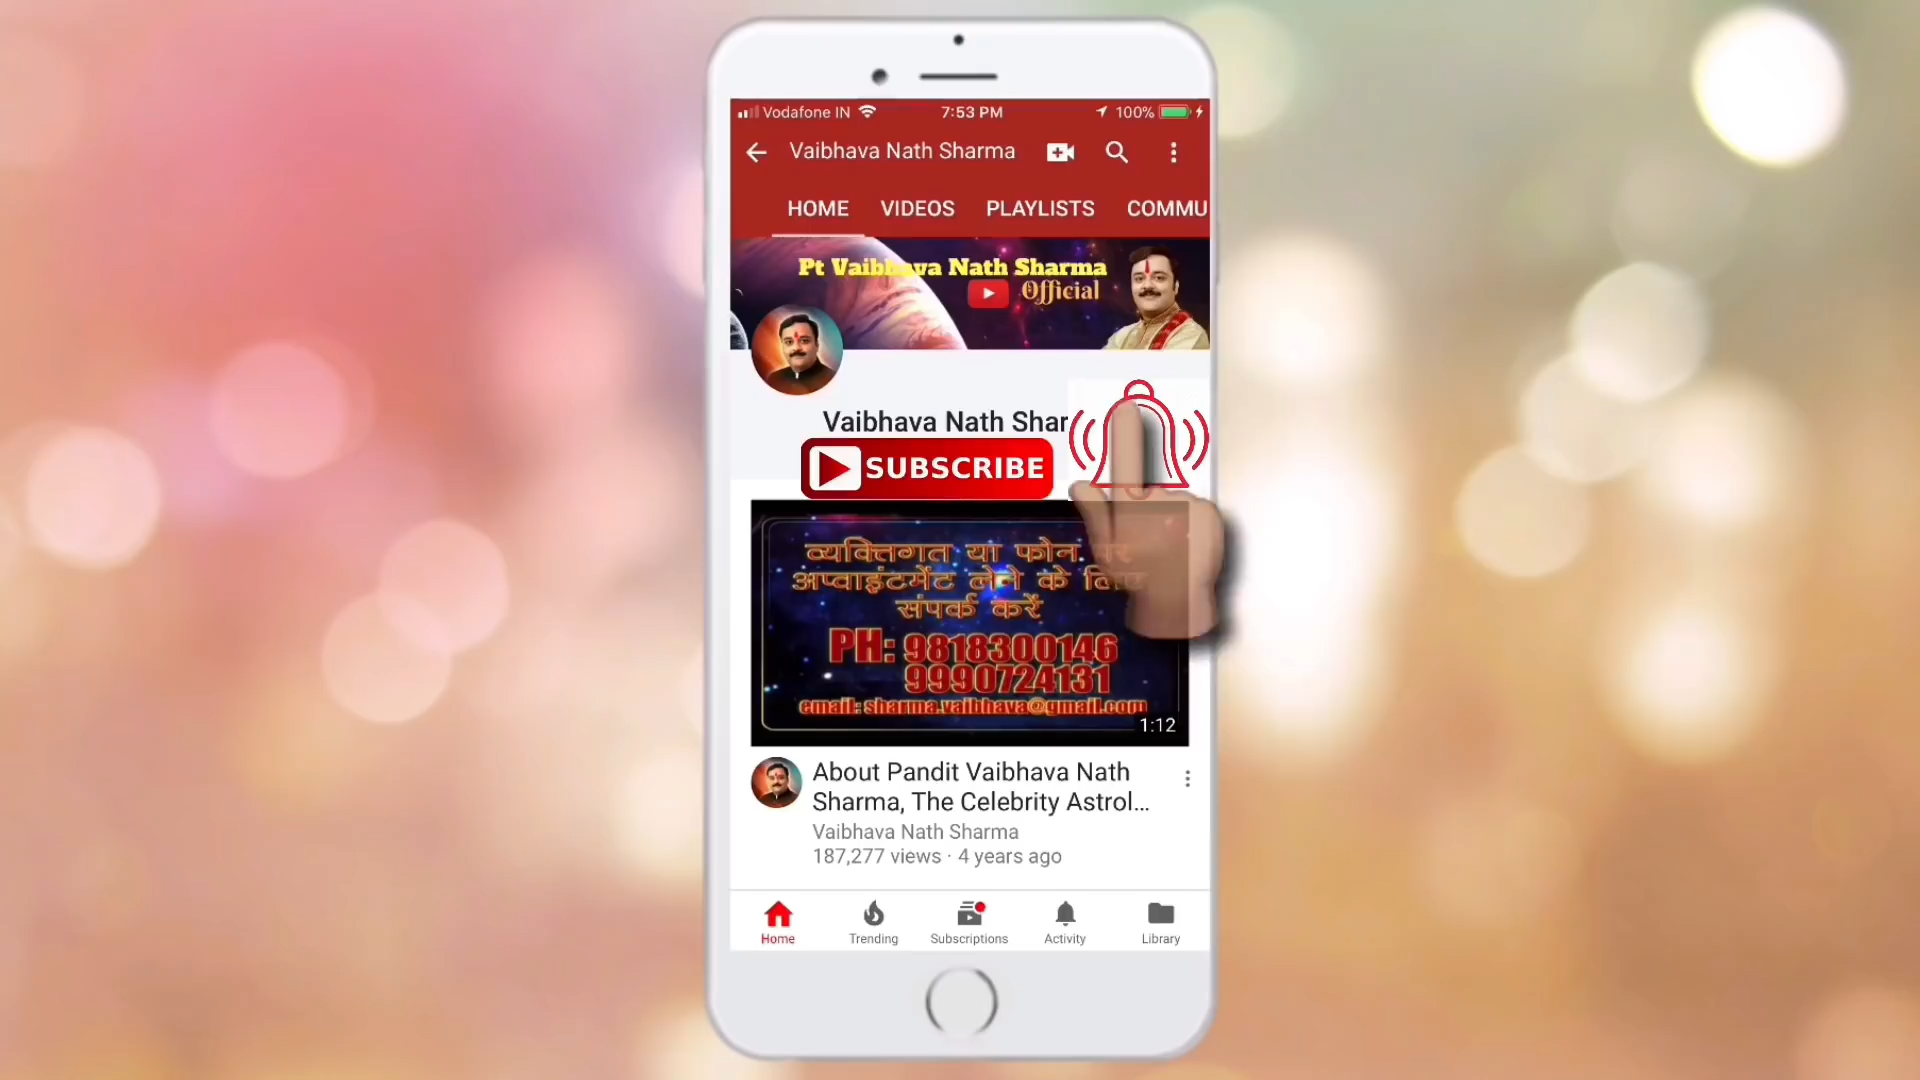 Vodafone IN 7:53 PM 100%
Vaibhava Nath Sharma
HOME VIDEOS PLAYLISTS COMMU
Pt Vaibhava Nath Sharma
Official
Vaibhava Nath Shar
SUBSCRIBE
व्यक्तिगत या फोन पर
अप्वाइंटमेंट लेने के लिए
संपर्क करें
PH: 9818300146
9990724131
email: sharma.vaibhava@gmail.com
1:12
About Pandit Vaibhava Nath
Sharma, The Celebrity Astrol...
Vaibhava Nath Sharma
187,277 views · 4 years ago
Home Trending Subscriptions Activity Library